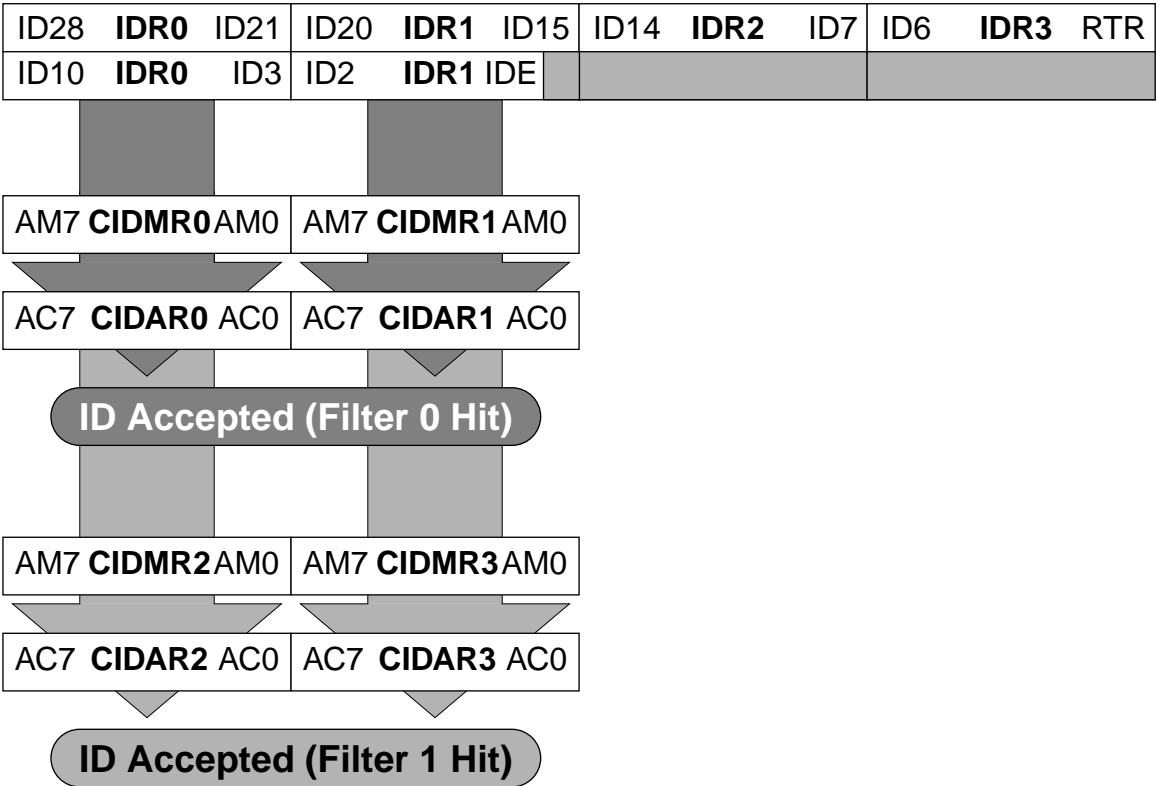 ID28 IDR0 ID21 ID20 IDR1 ID15 ID14 IDR2 ID7 ID6 IDR3 RTR
ID10 IDR0 ID3 ID2 IDR1 IDE
AM7 CIDMR0 AM0 AM7 CIDMR1 AM0
AC7 CIDAR0 AC0 AC7 CIDAR1 AC0
ID Accepted (Filter 0 Hit)
AM7 CIDMR2 AM0 AM7 CIDMR3 AM0
AC7 CIDAR2 AC0 AC7 CIDAR3 AC0
ID Accepted (Filter 1 Hit)